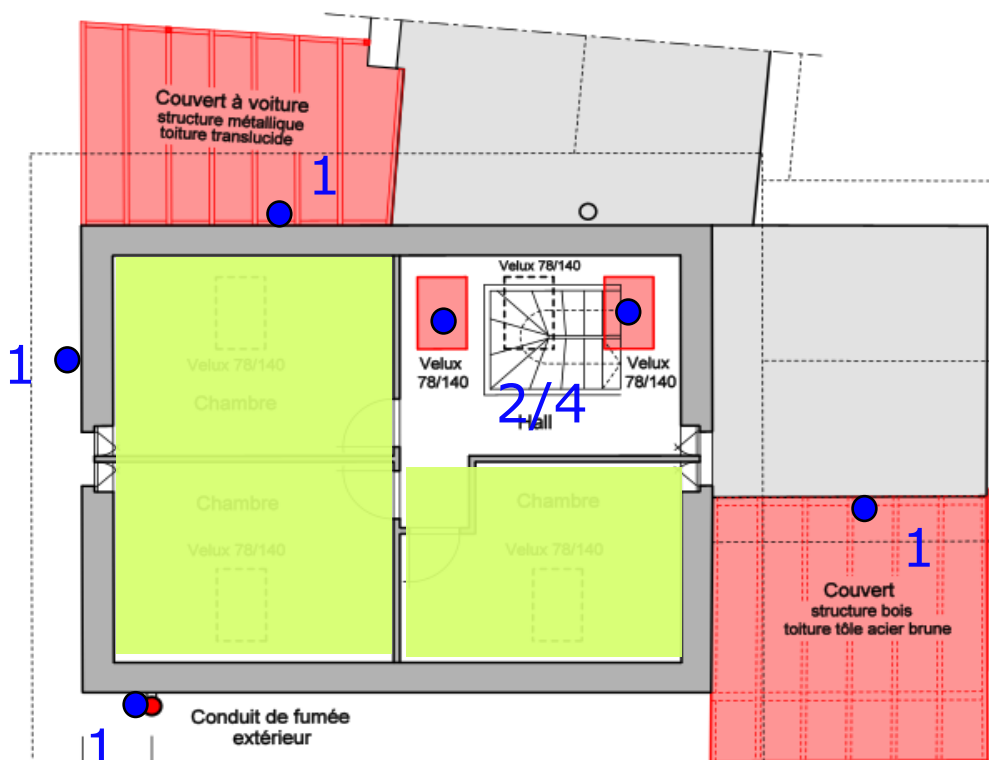 Couvert à voiture
structure métallique
toiture translucide
1
Velux 78/140
Velux 78/140
Velux
78/140
Velux
78/140
1
Chambre
2/4
Hall
Chambre
Chambre
Velux 78/140
Velux 78/140
1
Couvert
structure bois
toiture tôle acier brune
Conduit de fumée
extérieur
1